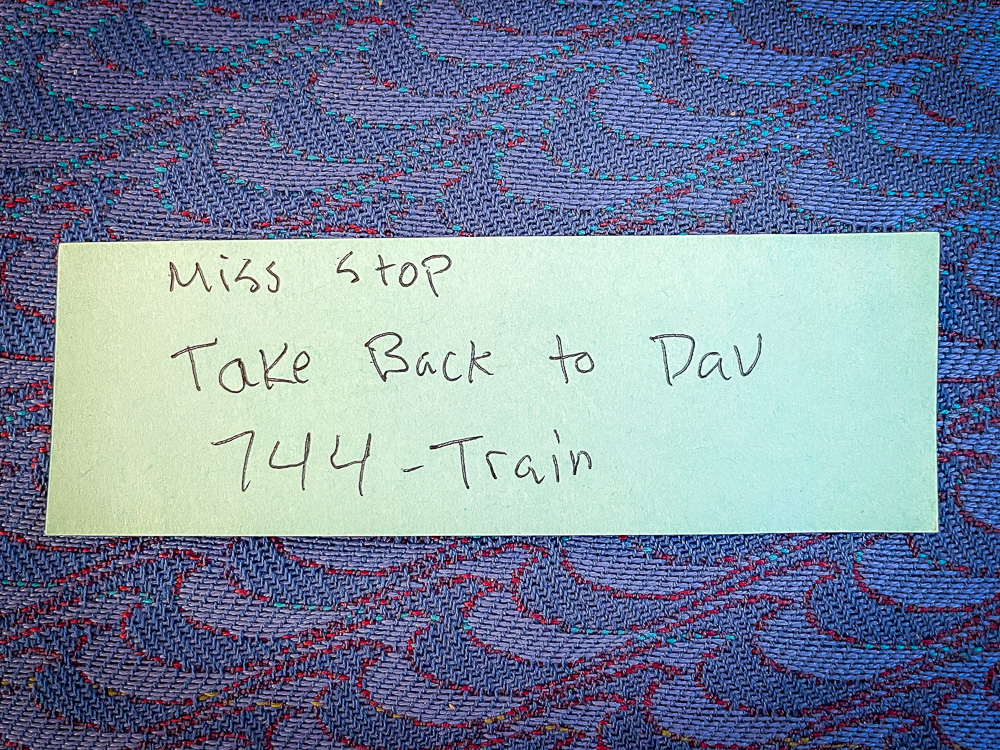 Miss Stop
Take Back to Dav
744-Train